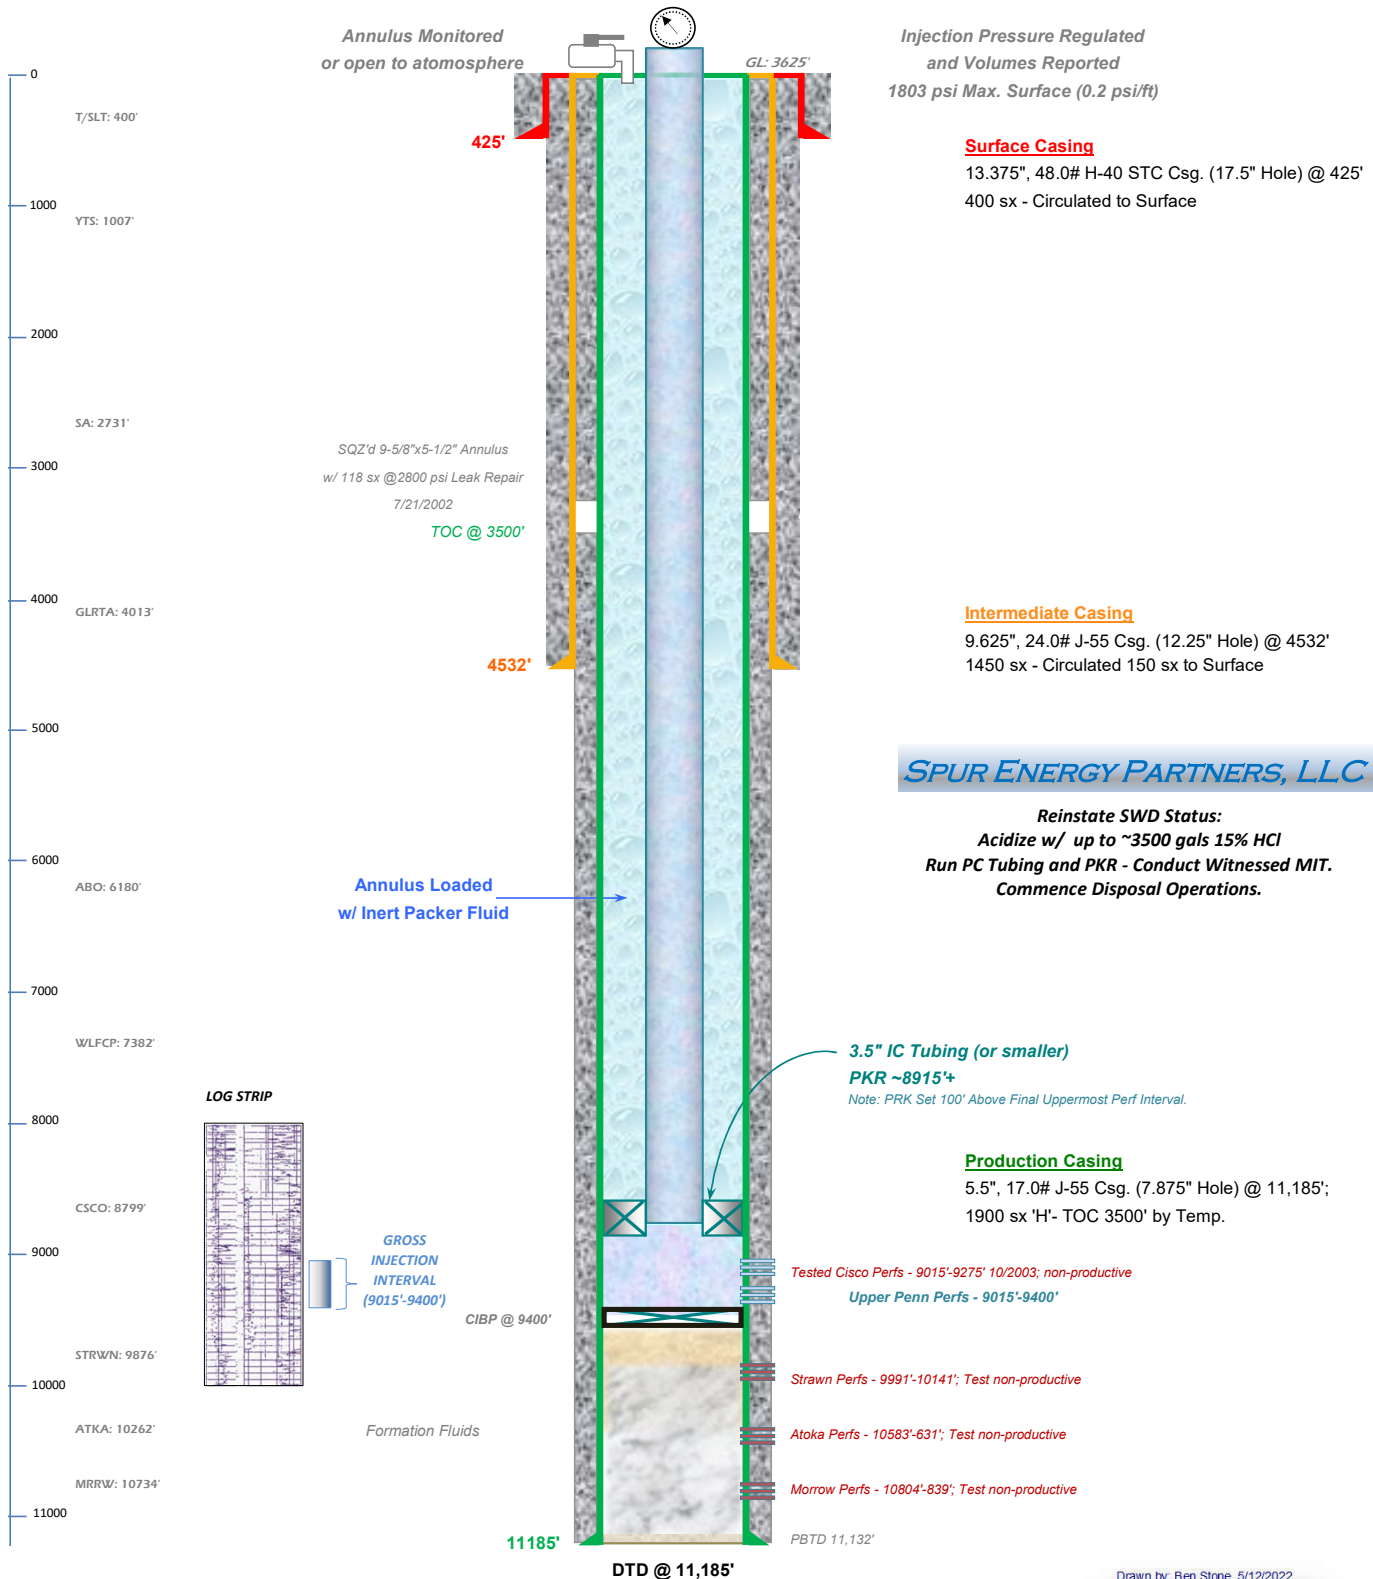 Annulus Monitored
or open to atomosphere
GL: 3625'
Injection Pressure Regulated
and Volumes Reported
1803 psi Max. Surface (0.2 psi/ft)
0
T/SLT: 400'
425'
Surface Casing
13.375", 48.0# H-40 STC Csg. (17.5" Hole) @ 425'
400 sx - Circulated to Surface
1000
YTS: 1007'
2000
SA: 2731'
3000
SQZ'd 9-5/8"x5-1/2" Annulus
w/ 118 sx @2800 psi Leak Repair
7/21/2002
TOC @ 3500'
4000
GLRTA: 4013'
4532'
Intermediate Casing
9.625", 24.0# J-55 Csg. (12.25" Hole) @ 4532'
1450 sx - Circulated 150 sx to Surface
5000
SPUR ENERGY PARTNERS, LLC
Reinstate SWD Status:
Acidize w/ up to ~3500 gals 15% HCl
Run PC Tubing and PKR - Conduct Witnessed MIT.
Commence Disposal Operations.
6000
ABO: 6180'
Annulus Loaded
w/ Inert Packer Fluid
7000
WLFCP: 7382'
3.5" IC Tubing (or smaller)
PKR ~8915'+
Note: PRK Set 100' Above Final Uppermost Perf Interval.
LOG STRIP
8000
Production Casing
5.5", 17.0# J-55 Csg. (7.875" Hole) @ 11,185';
1900 sx 'H'- TOC 3500' by Temp.
CSCO: 8799'
9000
GROSS
INJECTION
INTERVAL
(9015'-9400')
Tested Cisco Perfs - 9015'-9275' 10/2003; non-productive
Upper Penn Perfs - 9015'-9400'
CIBP @ 9400'
STRWN: 9876'
10000
Strawn Perfs - 9991'-10141'; Test non-productive
ATKA: 10262'
Formation Fluids
Atoka Perfs - 10583'-631'; Test non-productive
MRRW: 10734'
Morrow Perfs - 10804'-839'; Test non-productive
11000
11185'
PBTD 11,132'
DTD @ 11,185'
Drawn by: Ben Stone, 5/12/2022